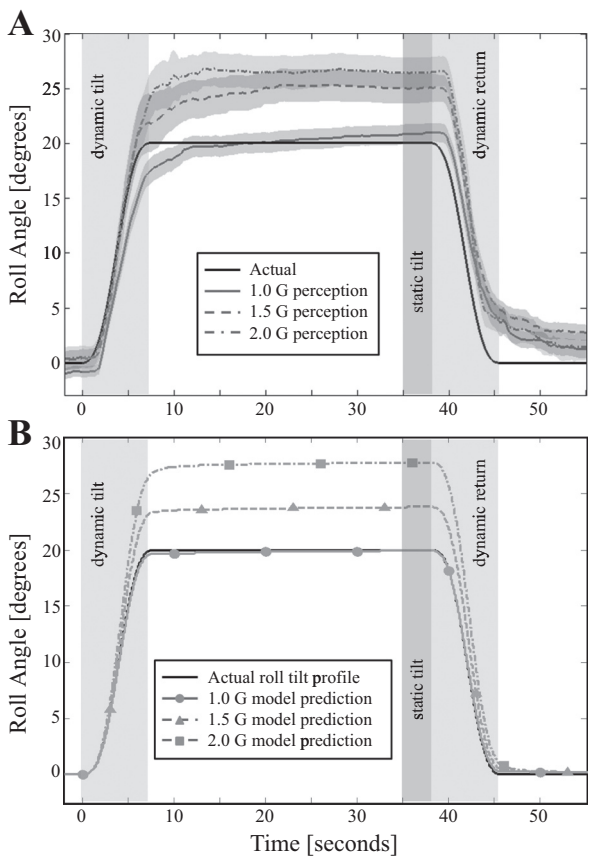 A
30
25
20
15
10
5
0
Roll Angle [degrees]
dynamic tilt
static tilt
dynamic return
Actual
1.0 G perception
1.5 G perception
2.0 G perception
0 10 20 30 40 50
B
30
25
20
15
10
5
0
Roll Angle [degrees]
dynamic tilt
static tilt
dynamic return
Actual roll tilt profile
1.0 G model prediction
1.5 G model prediction
2.0 G model prediction
0 10 20 30 40 50
Time [seconds]